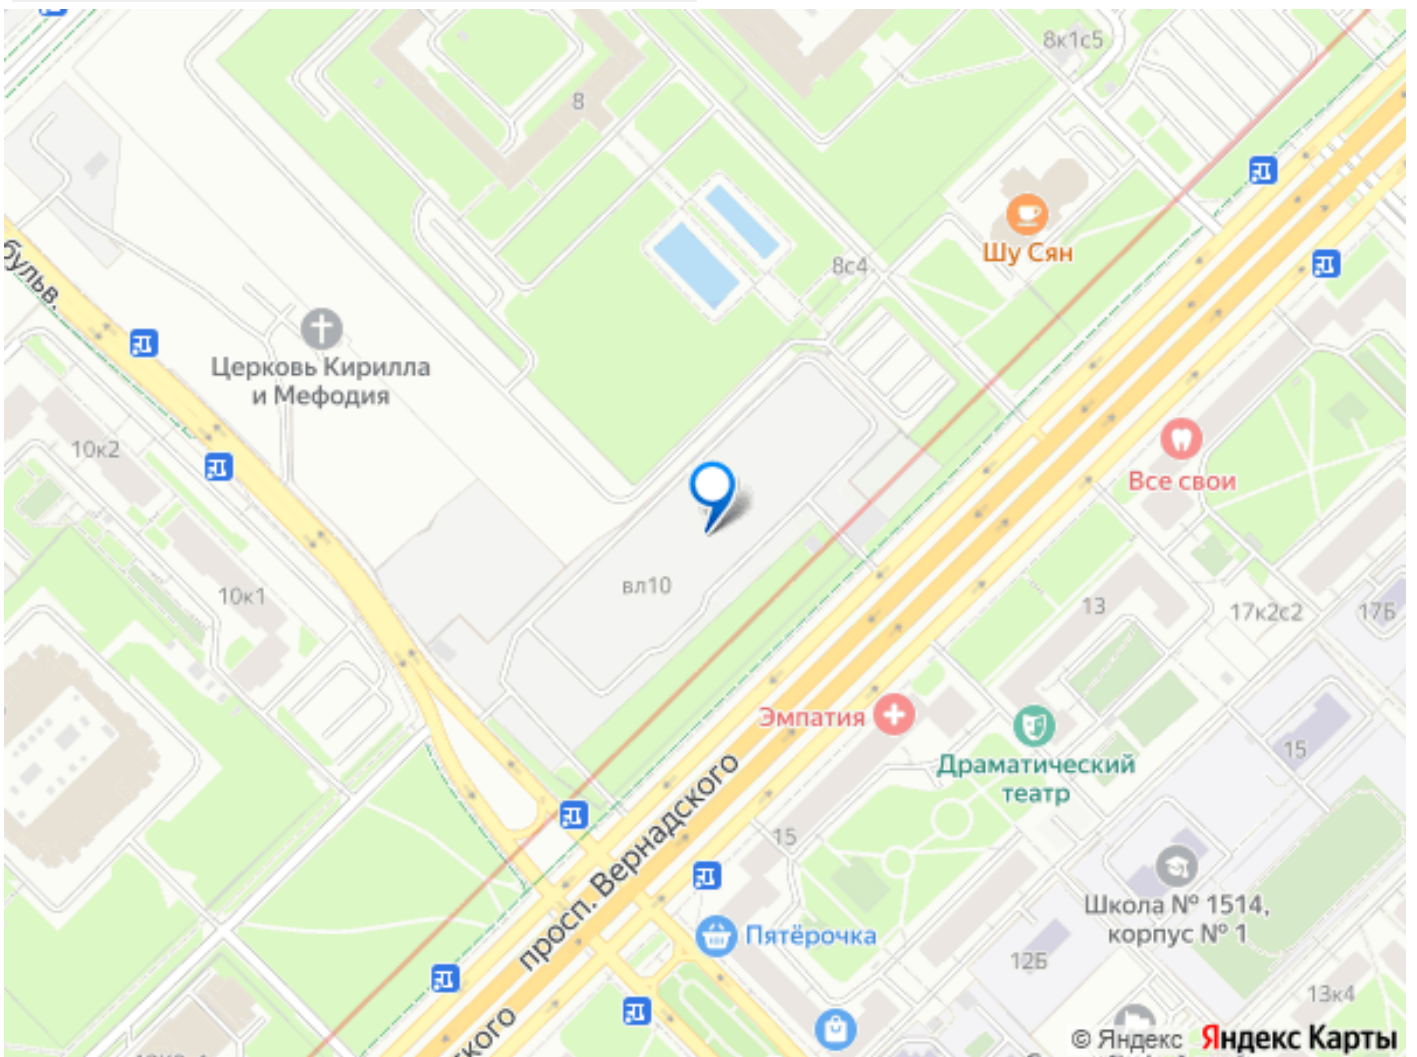 8к1с5
8
Шу Сян
8с4
бульв.
Церковь Кирилла
и Мефодия
10к2
Все свои
вл10
10к1
13
17к2с2
17Б
Эмпатия
Драматический
театр
15
просп. Вернадского
15
Школа № 1514,
корпус № 1
Пятёрочка
12Б
13к4
ского
© Яндекс Яндекс Карты